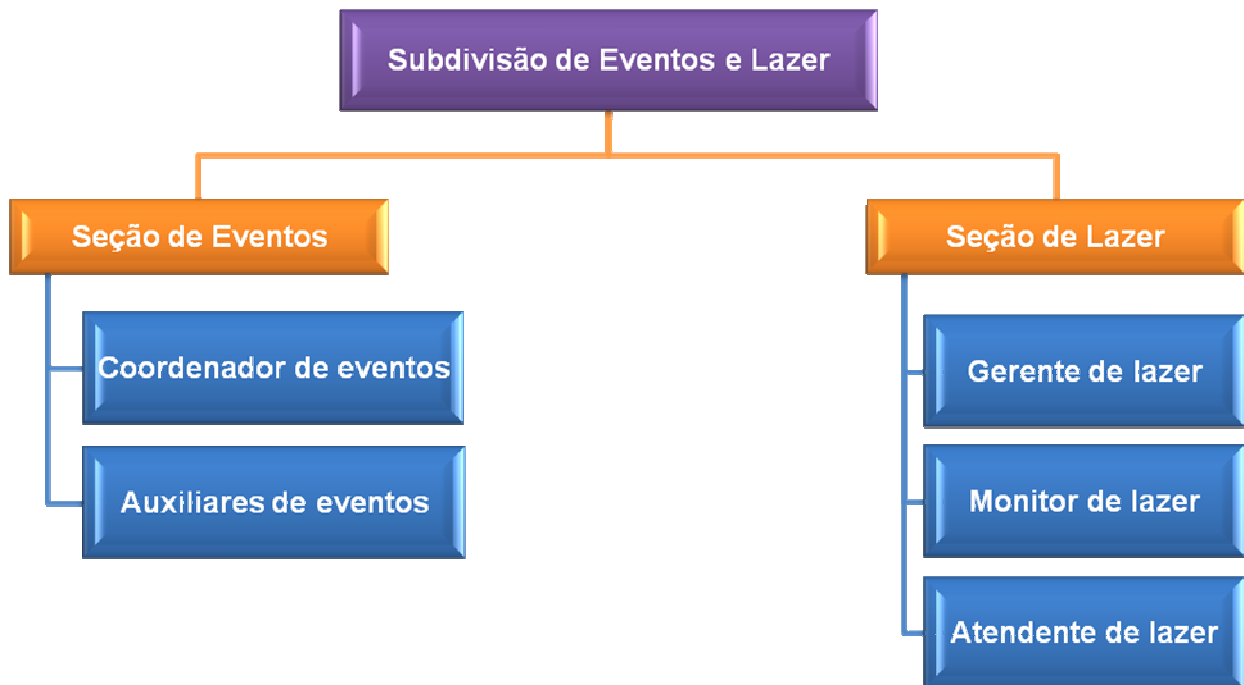 Subdivisão de Eventos e Lazer
Seção de Eventos
Coordenador de eventos
Auxiliares de eventos
Seção de Lazer
Gerente de lazer
Monitor de lazer
Atendente de lazer